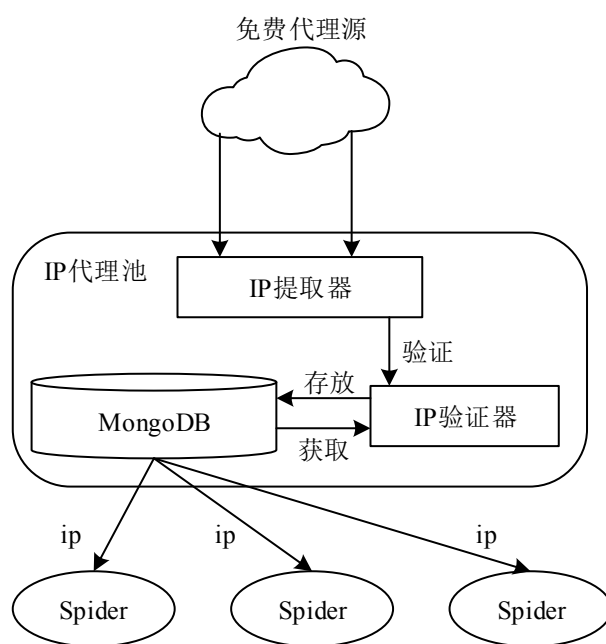 免费代理源
IP代理池
IP提取器
验证
存放
MongoDB
IP验证器
获取
ip
ip
ip
Spider
Spider
Spider